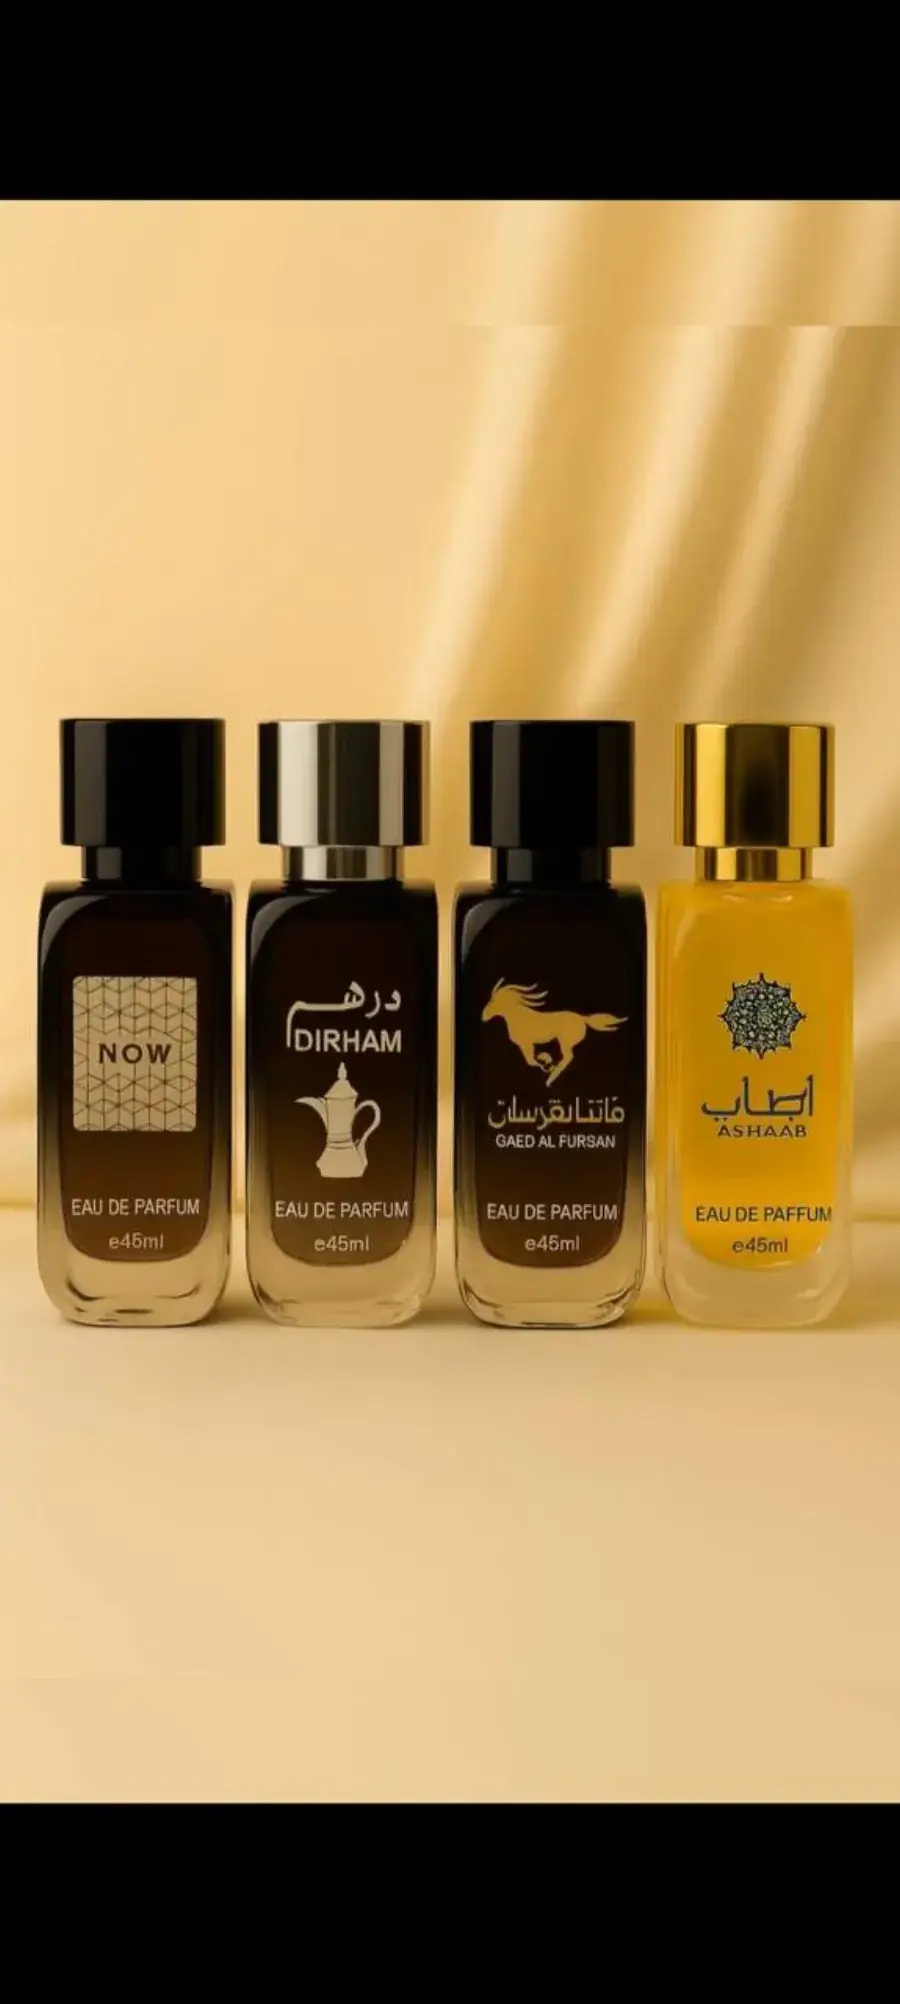 NOW
EAU DE PARFUM
e45ml
درهم
DIRHAM
EAU DE PARFUM
e45ml
GAED AL FURSAN
EAU DE PARFUM
e45ml
ASHAAB
EAU DE PAFFUM
e45ml